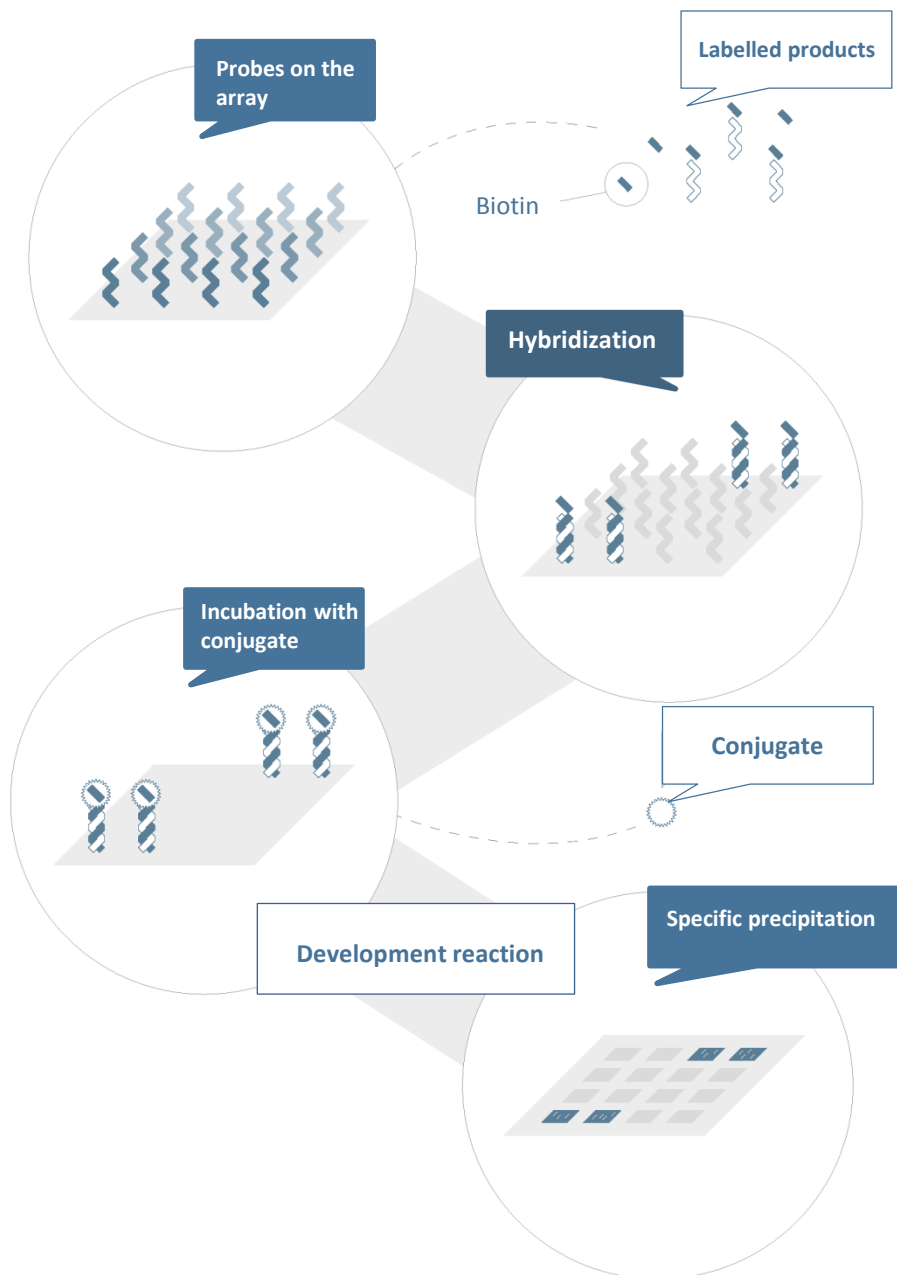 Labelled products
Probes on the
array
Biotin
Hybridization
Incubation with
conjugate
Conjugate
Specific precipitation
Development reaction